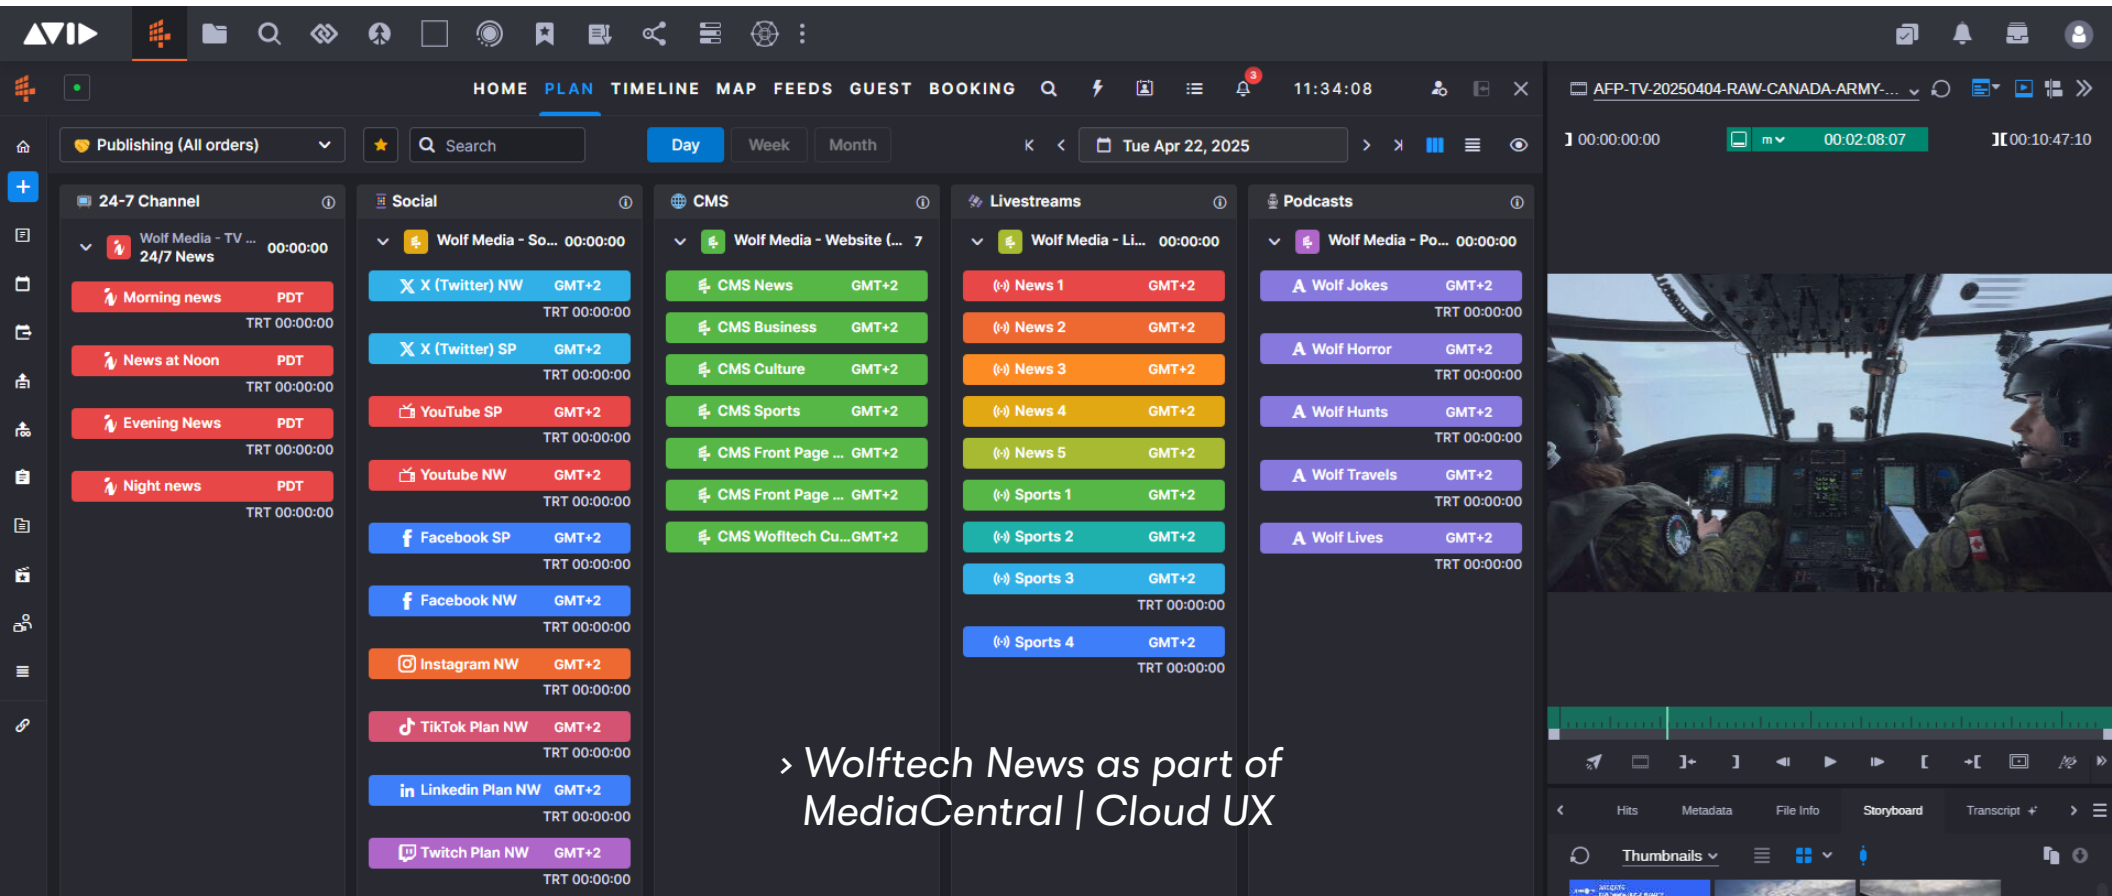 AVID
HOME PLAN TIMELINE MAP FEEDS GUEST BOOKING 3 11:34:08
AFP-TV-20250404-RAW-CANADA-ARMY-...
Publishing (All orders) Search Day Week Month Tue Apr 22, 2025
00:00:00:00 m 00:02:08:07 00:10:47:10
24-7 Channel
Wolf Media - TV ...
24/7 News 00:00:00
Morning news PDT
TRT 00:00:00
News at Noon PDT
TRT 00:00:00
Evening News PDT
TRT 00:00:00
Night news PDT
TRT 00:00:00
Social
Wolf Media - So... 00:00:00
X (Twitter) NW GMT+2
TRT 00:00:00
X (Twitter) SP GMT+2
TRT 00:00:00
YouTube SP GMT+2
TRT 00:00:00
Youtube NW GMT+2
TRT 00:00:00
Facebook SP GMT+2
TRT 00:00:00
Facebook NW GMT+2
TRT 00:00:00
Instagram NW GMT+2
TRT 00:00:00
TikTok Plan NW GMT+2
TRT 00:00:00
in Linkedin Plan NW GMT+2
TRT 00:00:00
Twitch Plan NW GMT+2
TRT 00:00:00
CMS
Wolf Media - Website (... 7
CMS News GMT+2
CMS Business GMT+2
CMS Culture GMT+2
CMS Sports GMT+2
CMS Front Page ... GMT+2
CMS Front Page ... GMT+2
CMS Wofltech Cu...GMT+2
Livestreams
Wolf Media - Li... 00:00:00
News 1 GMT+2
News 2 GMT+2
News 3 GMT+2
News 4 GMT+2
News 5 GMT+2
Sports 1 GMT+2
Sports 2 GMT+2
Sports 3 GMT+2
TRT 00:00:00
Sports 4 GMT+2
TRT 00:00:00
Podcasts
Wolf Media - Po... 00:00:00
A Wolf Jokes GMT+2
TRT 00:00:00
A Wolf Horror GMT+2
TRT 00:00:00
A Wolf Hunts GMT+2
TRT 00:00:00
A Wolf Travels GMT+2
TRT 00:00:00
A Wolf Lives GMT+2
TRT 00:00:00
› Wolftech News as part of
MediaCentral | Cloud UX
Hits Metadata File Info Storyboard Transcript
Thumbnails